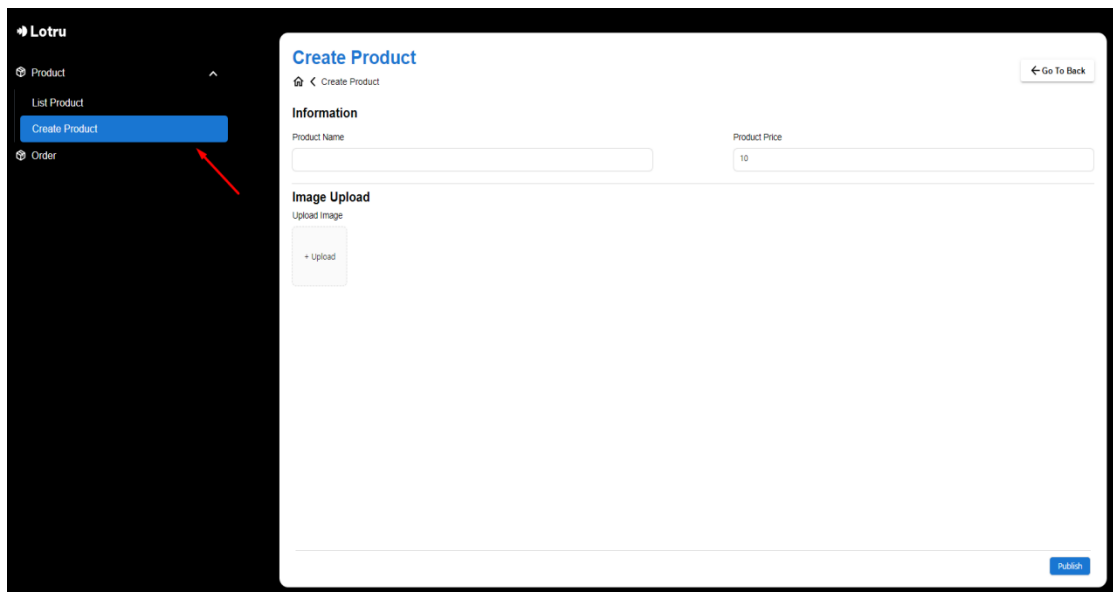 Lotru
Product
List Product
Create Product
Order
Create Product
Create Product
Go To Back
Information
Product Name
Product Price
10
Image Upload
Upload Image
+ Upload
Publish